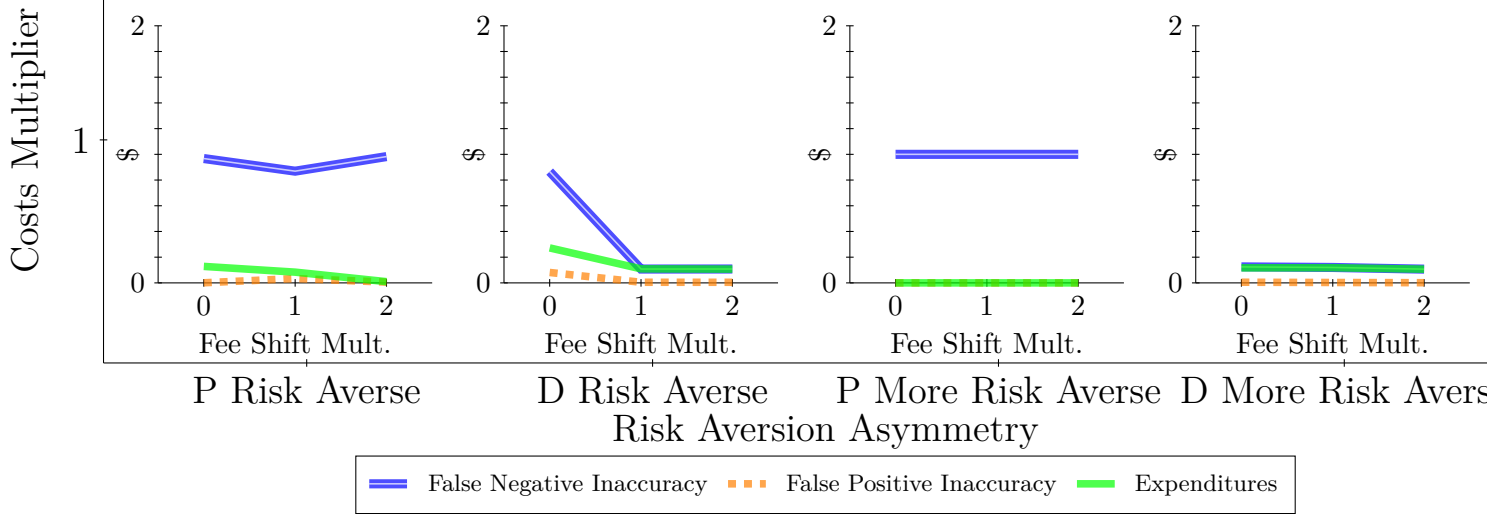 Costs Multiplier
1
2
$
0
0 1 2
Fee Shift Mult.
2
$
0
0 1 2
Fee Shift Mult.
2
$
0
0 1 2
Fee Shift Mult.
2
$
0
0 1 2
Fee Shift Mult.
P Risk Averse D Risk Averse P More Risk Averse D More Risk Avers
Risk Aversion Asymmetry
False Negative Inaccuracy False Positive Inaccuracy Expenditures